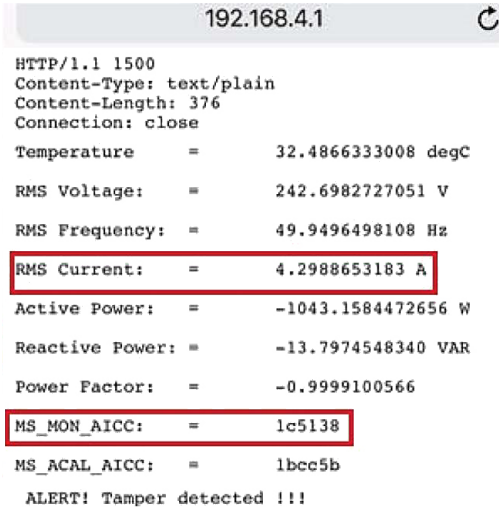 192.168.4.1
HTTP/1.1 1500
Content-Type: text/plain
Content-Length: 376
Connection: close
Temperature = 32.4866333008 degC
RMS Voltage: = 242.6982727051 V
RMS Frequency: = 49.9496498108 Hz
RMS Current: = 4.2988653183 A
Active Power: = -1043.1584472656 W
Reactive Power: = -13.7974548340 VAR
Power Factor: = -0.9999100566
MS_MON_AICC: = 1c5138
MS_ACAL_AICC: = 1bcc5b
ALERT! Tamper detected !!!